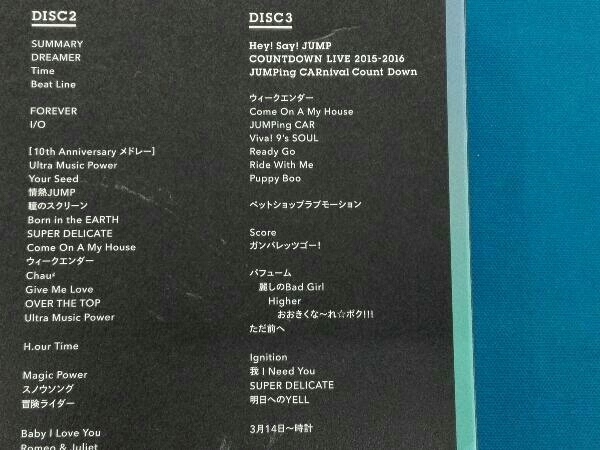 DISC2
SUMMARY
DREAMER
Time
Beat Line
FOREVER
I/O
[10th Anniversary メドレー]
Ultra Music Power
Your Seed
情熱JUMP
瞳のスクリーン
Born in the EARTH
SUPER DELICATE
Come On A My House
ウィークエンダー
Chau#
Give Me Love
OVER THE TOP
Ultra Music Power
H.our Time
Magic Power
スノウソング
冒険ライダー
Baby I Love You
Romeo & Juliet
DISC3
Hey! Say! JUMP
COUNTDOWN LIVE 2015-2016
JUMPing CARnival Count Down
ウィークエンダー
Come On A My House
JUMPing CAR
Viva! 9's SOUL
Ready Go
Ride With Me
Puppy Boo
ペットショップラブモーション
Score
ガンバレッツゴー!
パフューム
麗しのBad Girl
Higher
おおきくな〜れ☆ボク!!!
ただ前へ
Ignition
我 I Need You
SUPER DELICATE
明日へのYELL
3月14日〜時計